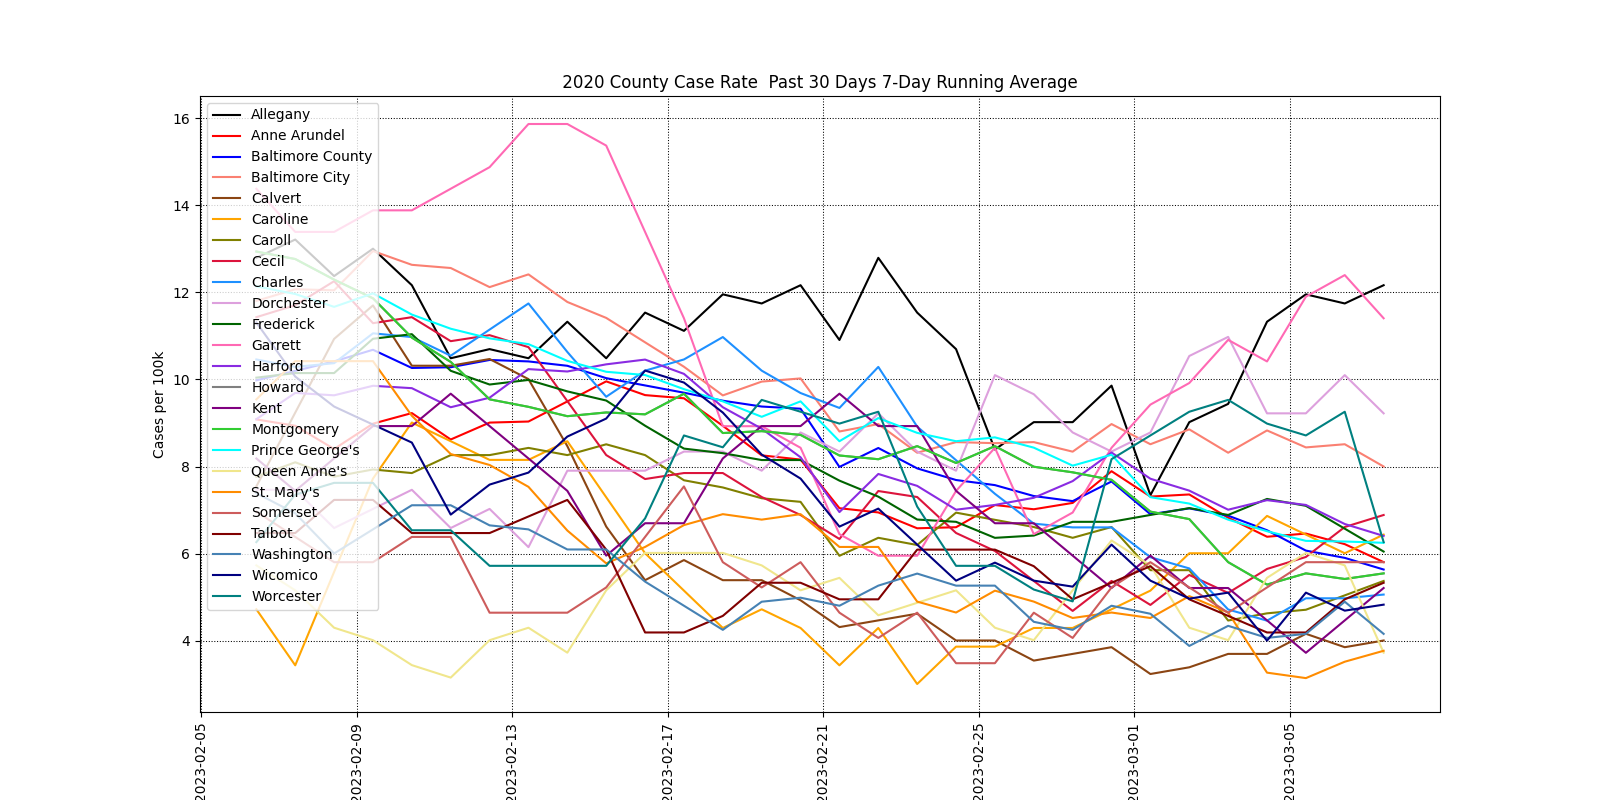 2020 County Case Rate  Past 30 Days 7-Day Running Average
Cases per 100k
16
14
12
10
8
6
4
Allegany
Anne Arundel
Baltimore County
Baltimore City
Calvert
Caroline
Caroll
Cecil
Charles
Dorchester
Frederick
Garrett
Harford
Howard
Kent
Montgomery
Prince George's
Queen Anne's
St. Mary's
Somerset
Talbot
Washington
Wicomico
Worcester
2023-02-05
2023-02-09
2023-02-13
2023-02-17
2023-02-21
2023-02-25
2023-03-01
2023-03-05